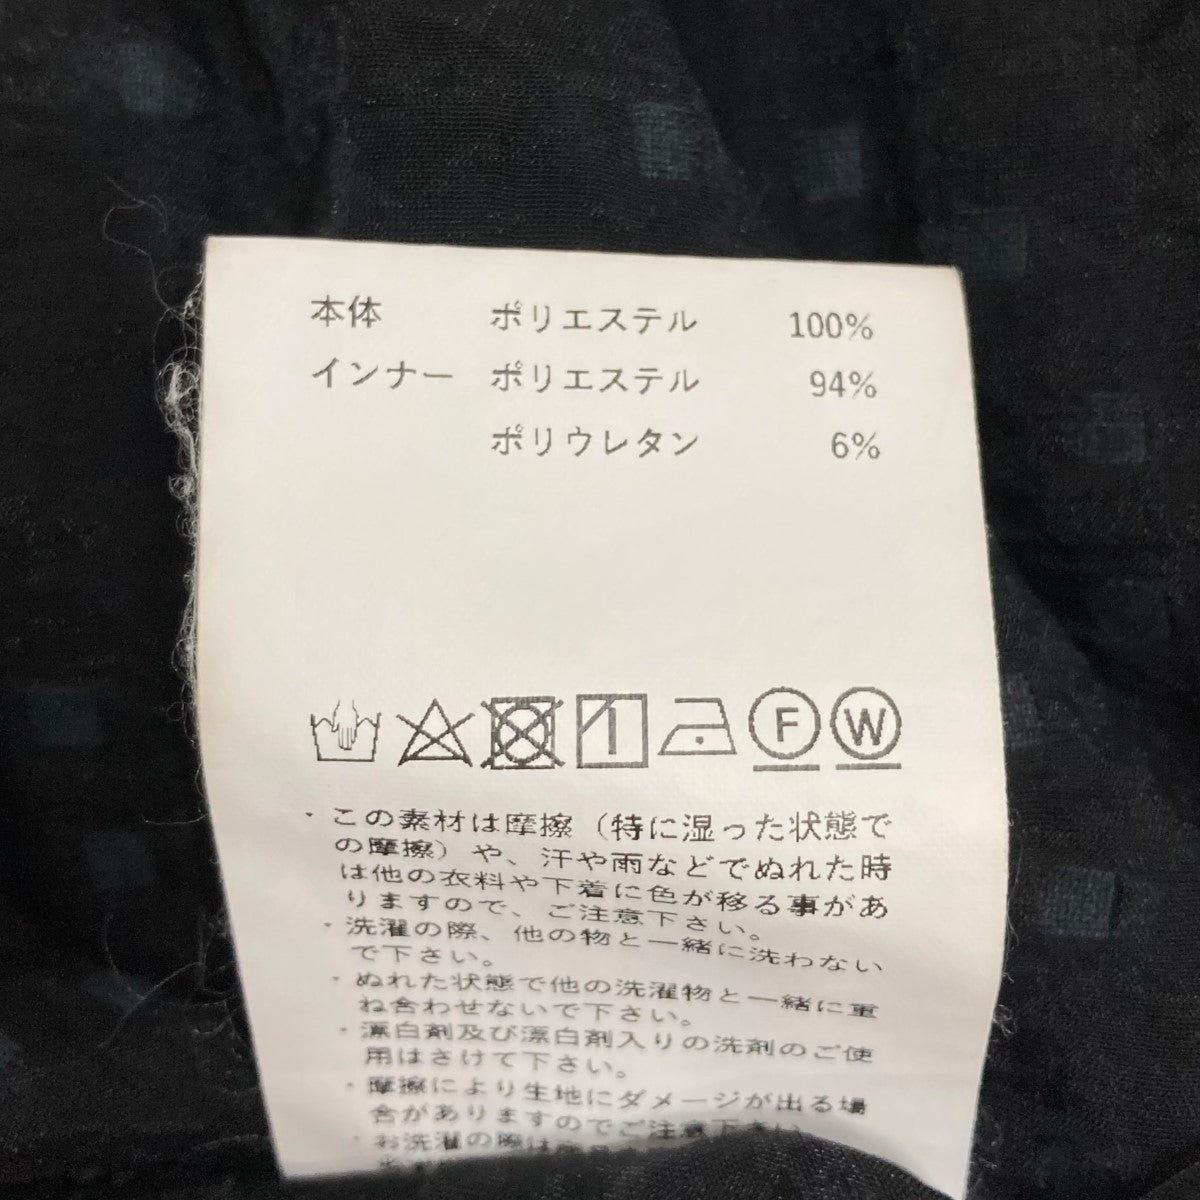 本体 ポリエステル 100%
インナー ポリエステル 94%
ポリウレタン 6%
F W
・この素材は摩擦（特に湿った状態で
の摩擦）や、汗や雨などでぬれた時
は他の衣料や下着に色が移る事があ
りますので、ご注意下さい。
・洗濯の際、他の物と一緒に洗わない
で下さい。
・ぬれた状態で他の洗濯物と一緒に重
ね合わせないで下さい。
・漂白剤及び漂白剤入りの洗剤のご使
用はさけて下さい。
・摩擦により生地にダメージが出る場
合がありますのでご注意下さい。
・お洗濯の際は